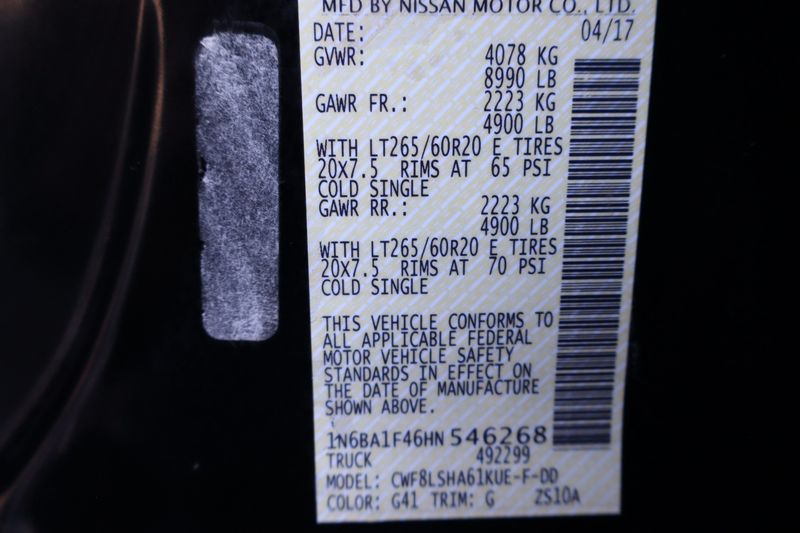 MFD BY NISSAN MOTOR CO., LTD.
DATE: 04/17
GVWR: 4078 KG
8990 LB
GAWR FR.: 2223 KG
4900 LB
WITH LT265/60R20 E TIRES
20x7.5 RIMS AT 65 PSI
COLD SINGLE
GAWR RR.: 2223 KG
4900 LB
WITH LT265/60R20 E TIRES
20x7.5 RIMS AT 70 PSI
COLD SINGLE
THIS VEHICLE CONFORMS TO
ALL APPLICABLE FEDERAL
MOTOR VEHICLE SAFETY
STANDARDS IN EFFECT ON
THE DATE OF MANUFACTURE
SHOWN ABOVE.
1N6BA1F46HN546268
TRUCK 492299
MODEL: CWF8LSHA61KUE-F-DD
COLOR: G41 TRIM: G ZS10A